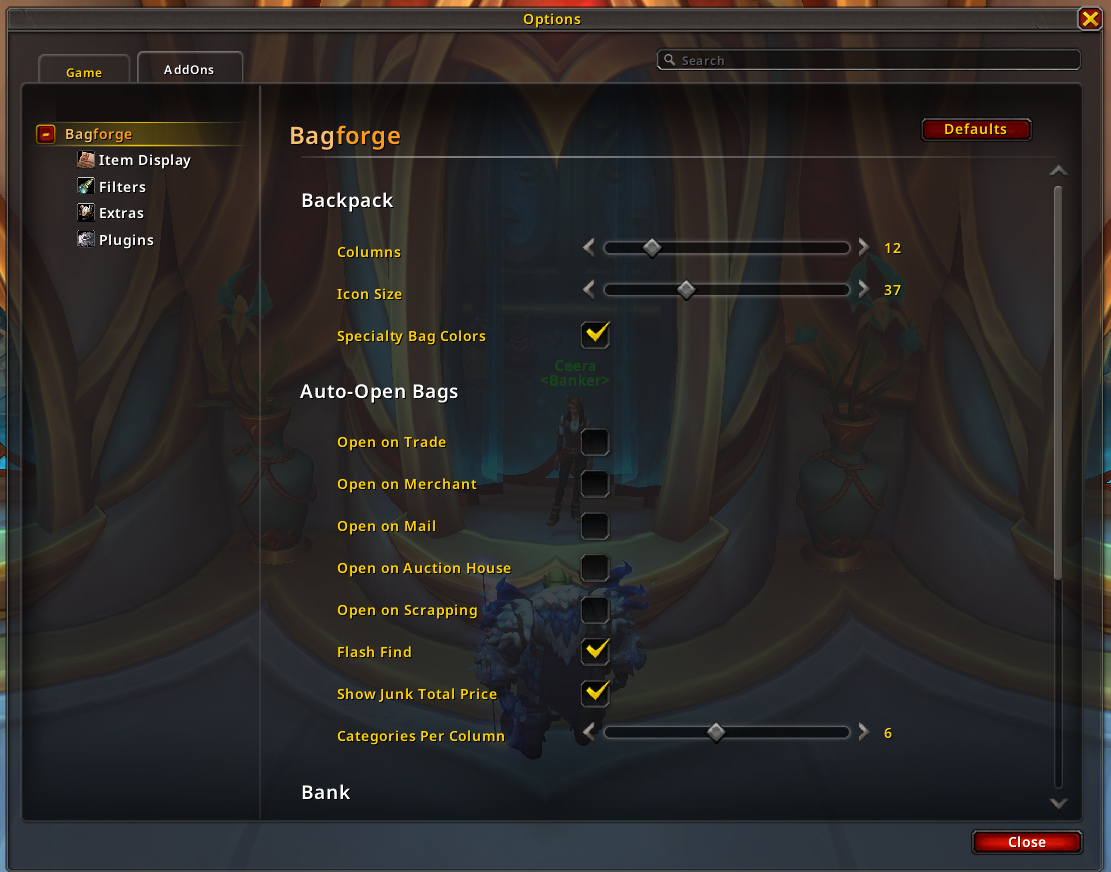 Options
Game
AddOns
Search
Bagforge
Item Display
Filters
Extras
Plugins
Bagforge
Defaults
Backpack
Columns
12
Icon Size
37
Specialty Bag Colors
Ceera
<Banker>
Auto-Open Bags
Open on Trade
Open on Merchant
Open on Mail
Open on Auction House
Open on Scrapping
Flash Find
Show Junk Total Price
Categories Per Column
6
Bank
Close